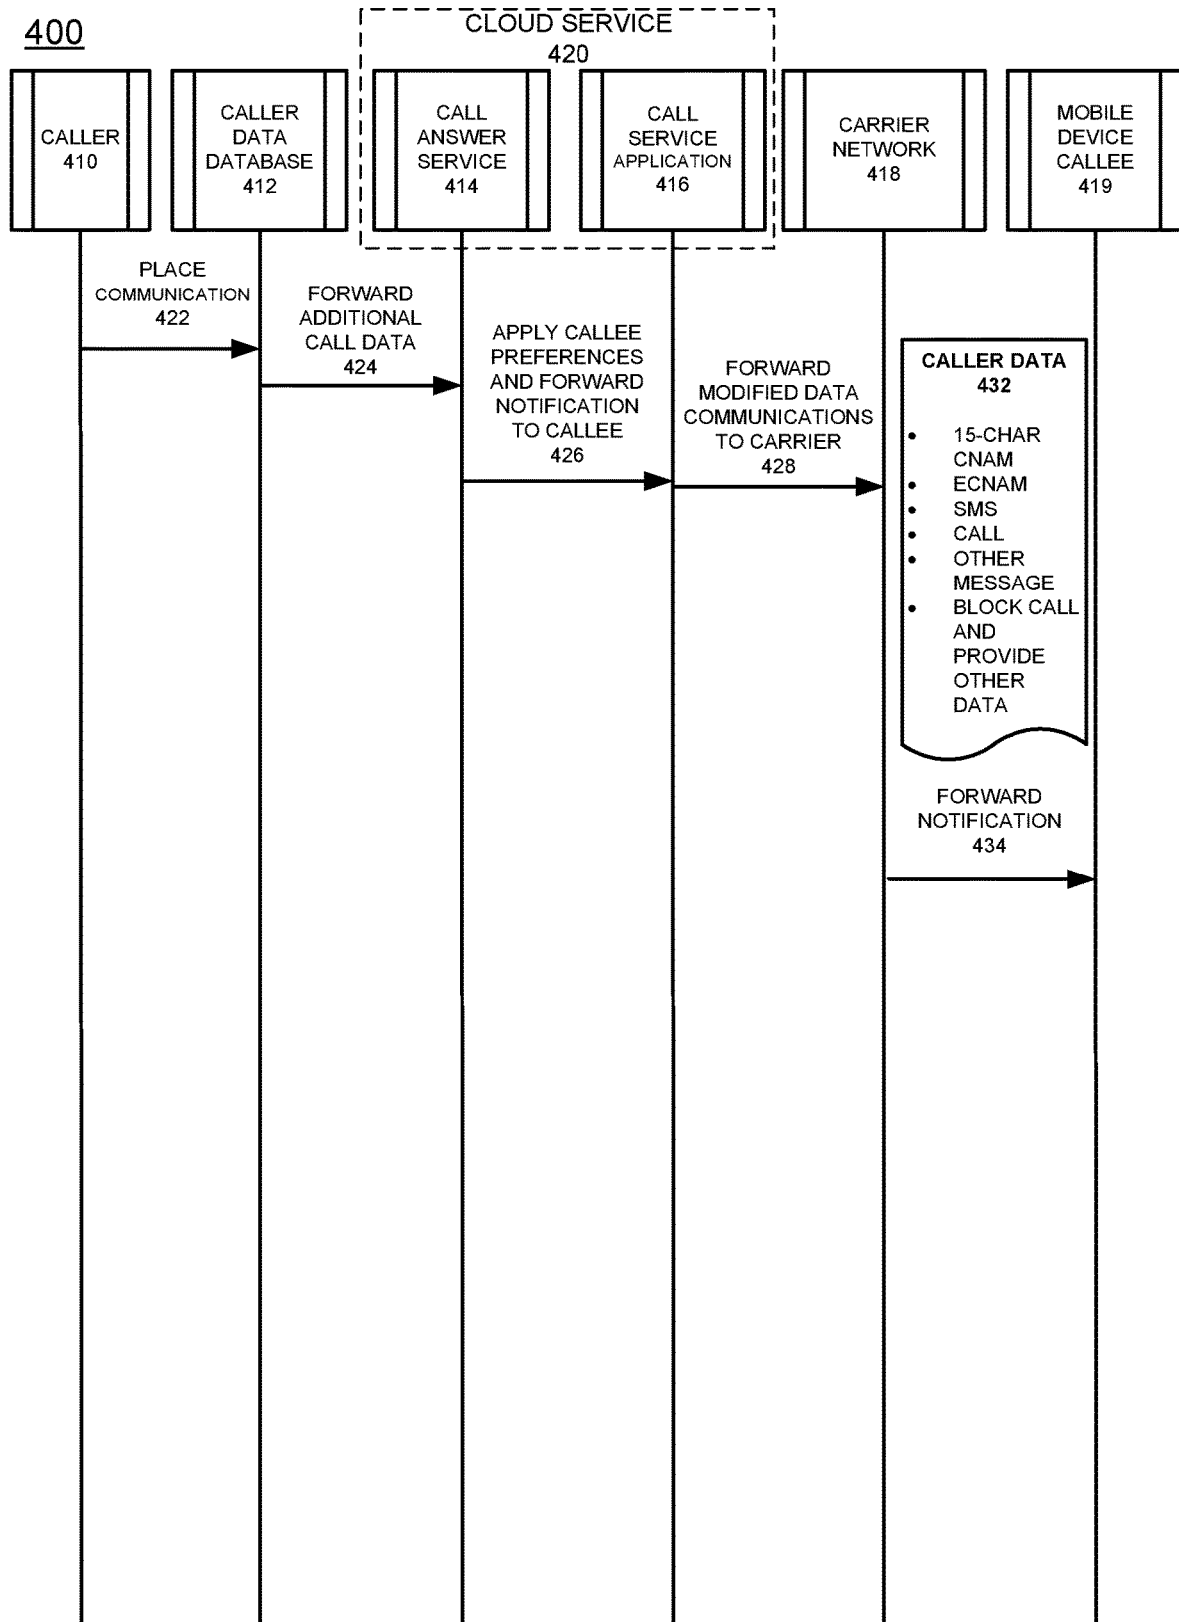 400
CLOUD SERVICE
420
CALLER
410
CALLER
DATA
DATABASE
412
CALL
ANSWER
SERVICE
414
CALL
SERVICE
APPLICATION
416
CARRIER
NETWORK
418
MOBILE
DEVICE
CALLEE
419
PLACE
COMMUNICATION
422
FORWARD
ADDITIONAL
CALL DATA
424
APPLY CALLEE
PREFERENCES
AND FORWARD
NOTIFICATION
TO CALLEE
426
FORWARD
MODIFIED DATA
COMMUNICATIONS
TO CARRIER
428
CALLER DATA
432
• 15-CHAR
CNAM
• ECNAM
• SMS
• CALL
• OTHER
MESSAGE
• BLOCK CALL
AND
PROVIDE
OTHER
DATA
FORWARD
NOTIFICATION
434